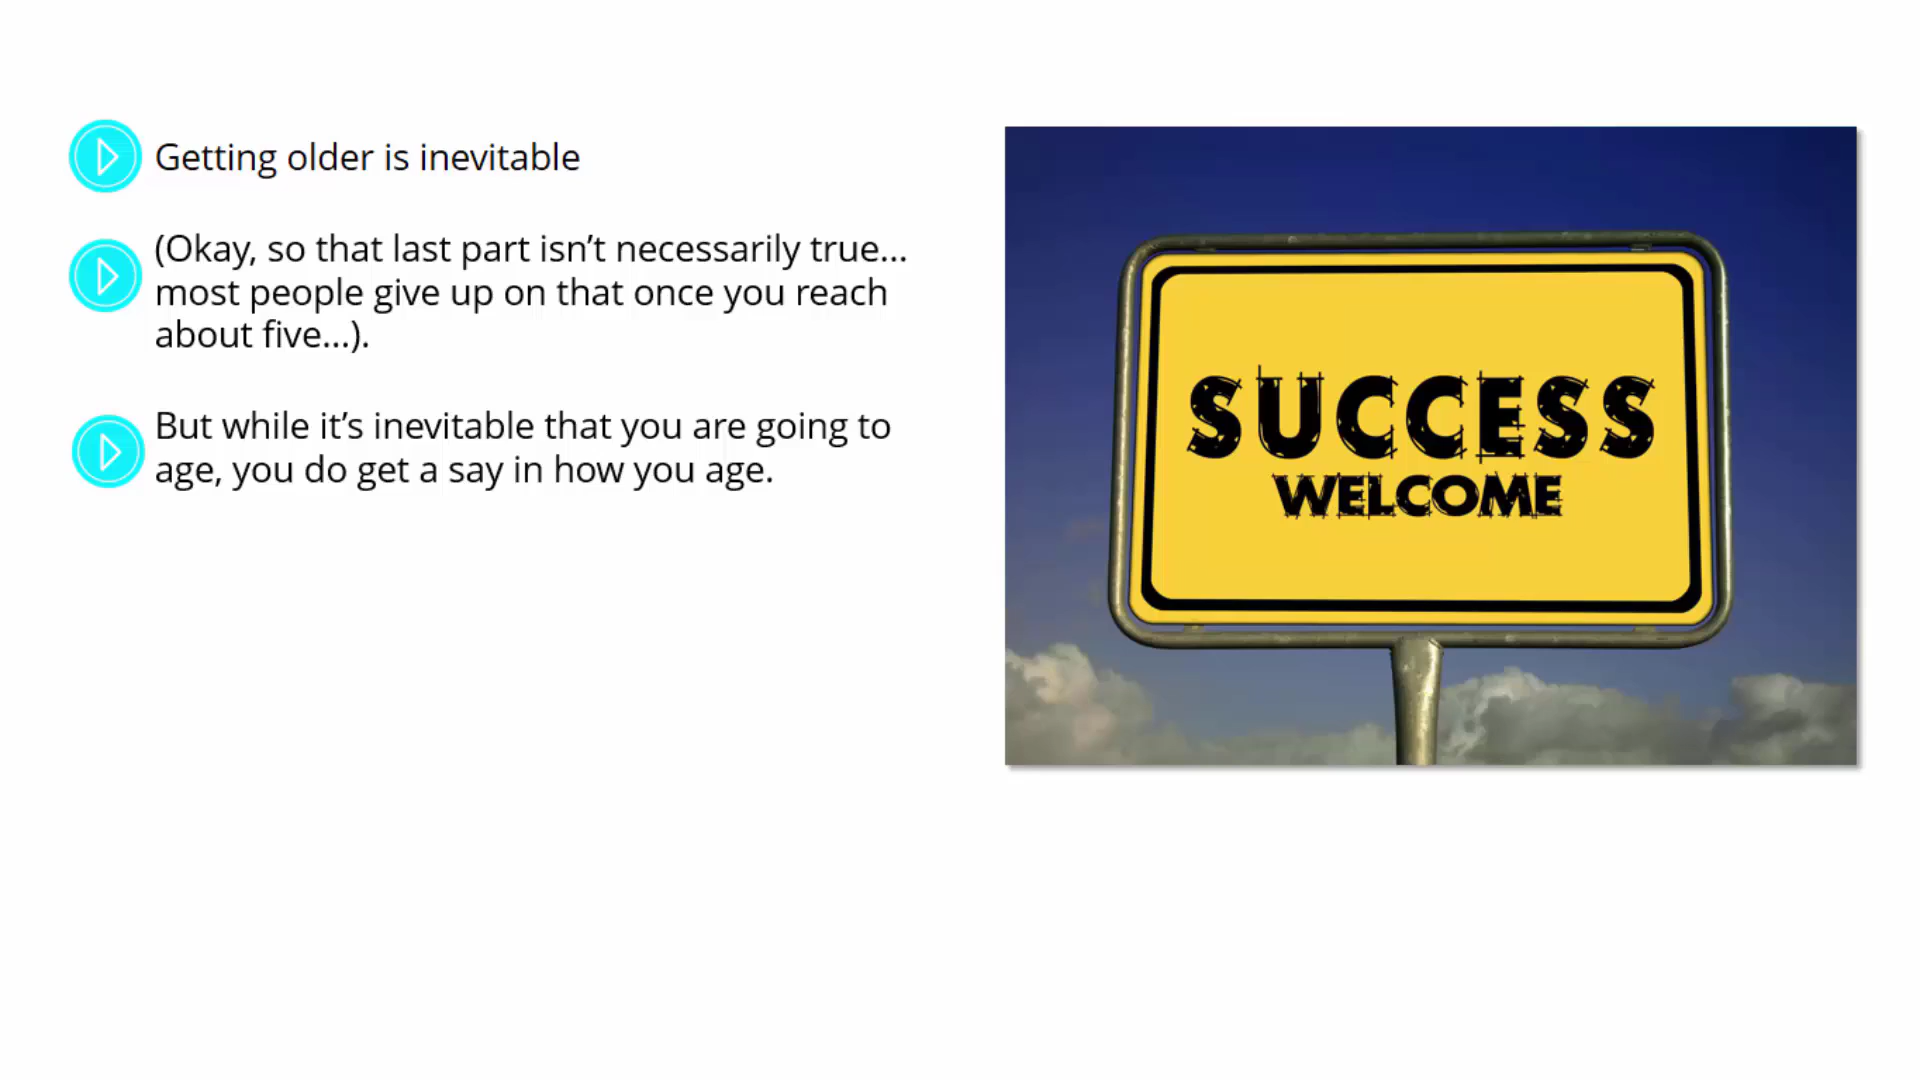 Getting older is inevitable
(Okay, so that last part isn’t necessarily true…
most people give up on that once you reach
about five…).
But while it’s inevitable that you are going to
age, you do get a say in how you age.
SUCCESS
WELCOME